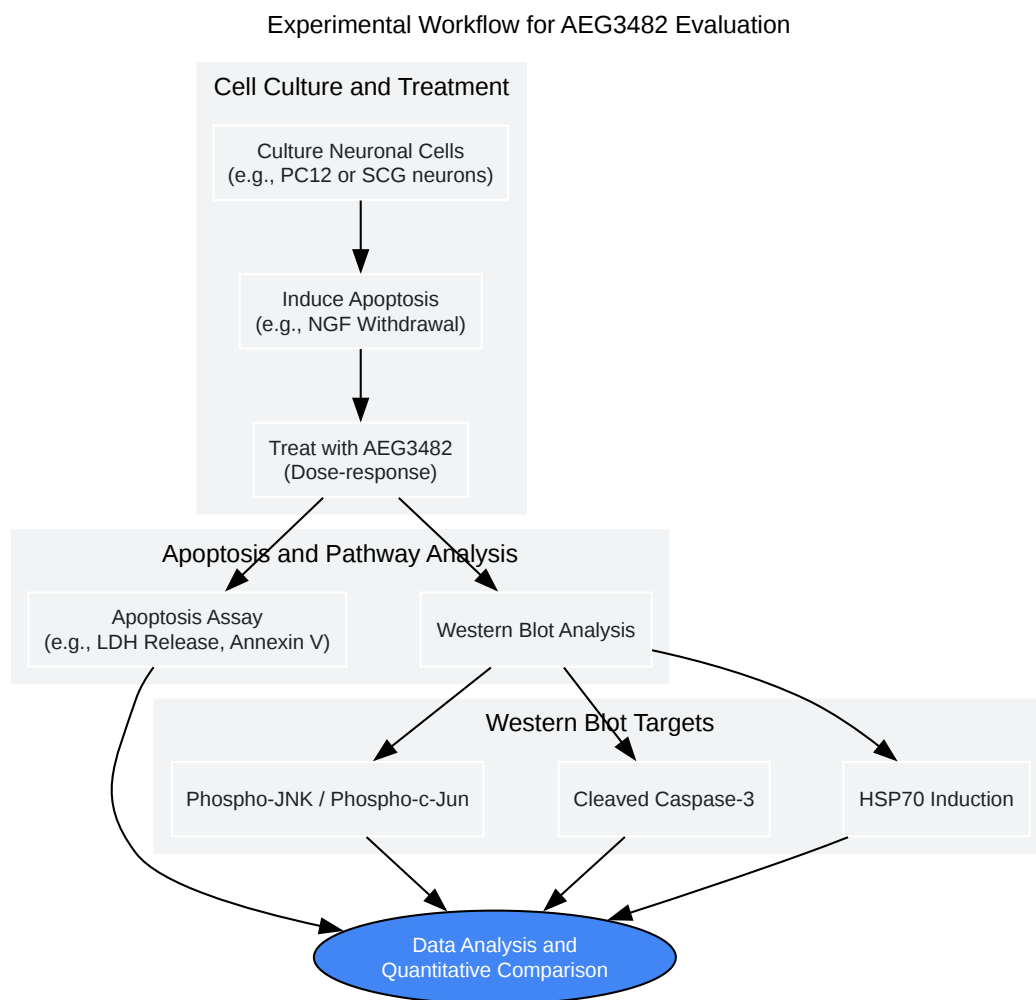 Experimental Workflow for AEG3482 Evaluation
Cell Culture and Treatment
Culture Neuronal Cells
(e.g., PC12 or SCG neurons)
Induce Apoptosis
(e.g., NGF Withdrawal)
Treat with AEG3482
(Dose-response)
Apoptosis and Pathway Analysis
Apoptosis Assay
(e.g., LDH Release, Annexin V)
Western Blot Analysis
Western Blot Targets
Phospho-JNK / Phospho-c-Jun
Cleaved Caspase-3
HSP70 Induction
Data Analysis and
Quantitative Comparison